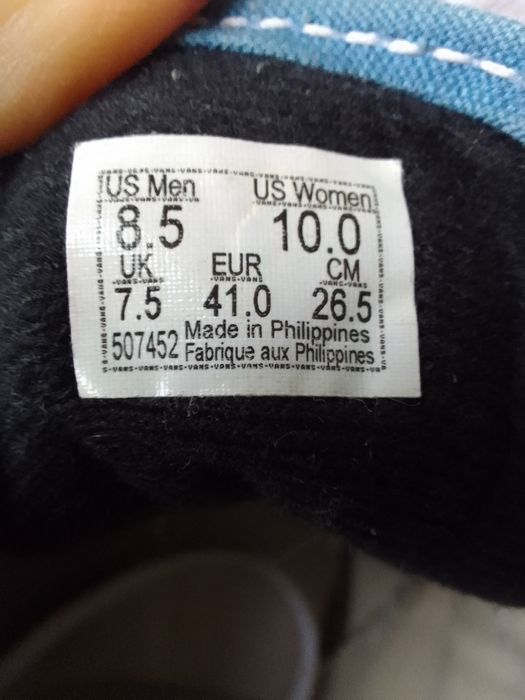 US Men US Women
8.5 10.0
UK EUR CM
7.5 41.0 26.5
507452 Made in Philippines
Fabrique aux Philippines